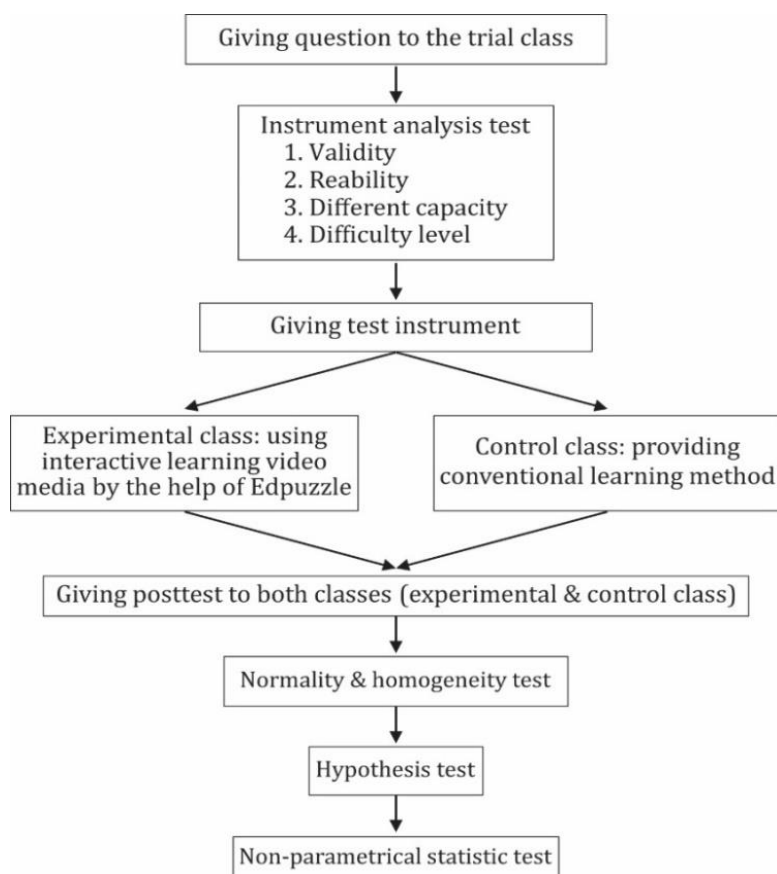 Giving question to the trial class
Instrument analysis test
1. Validity
2. Reability
3. Different capacity
4. Difficulty level
Giving test instrument
Experimental class: using
interactive learning video
media by the help of Edpuzzle
Control class: providing
conventional learning method
Giving posttest to both classes (experimental & control class)
Normality & homogeneity test
Hypothesis test
Non-parametrical statistic test